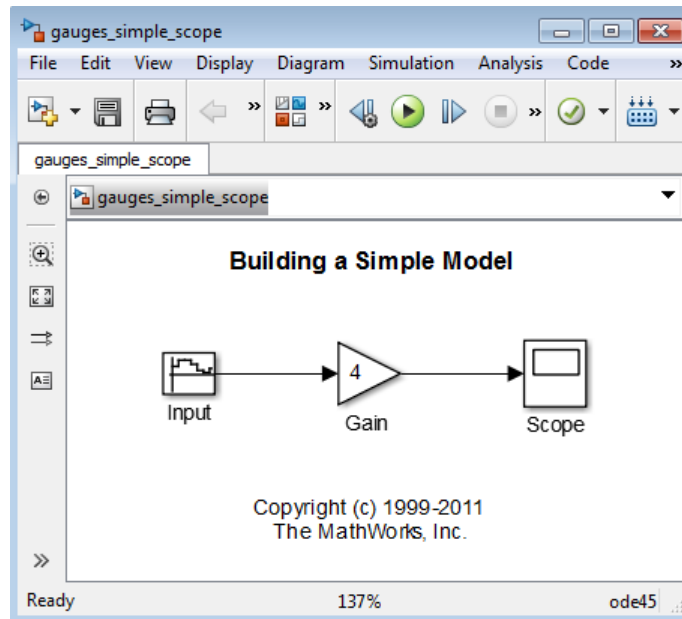 gauges_simple_scope
File Edit View Display Diagram Simulation Analysis Code »
» » »
gauges_simple_scope
gauges_simple_scope
Building a Simple Model
4
Input
Gain
Scope
Copyright (c) 1999-2011
The MathWorks, Inc.
»
Ready 137% ode45